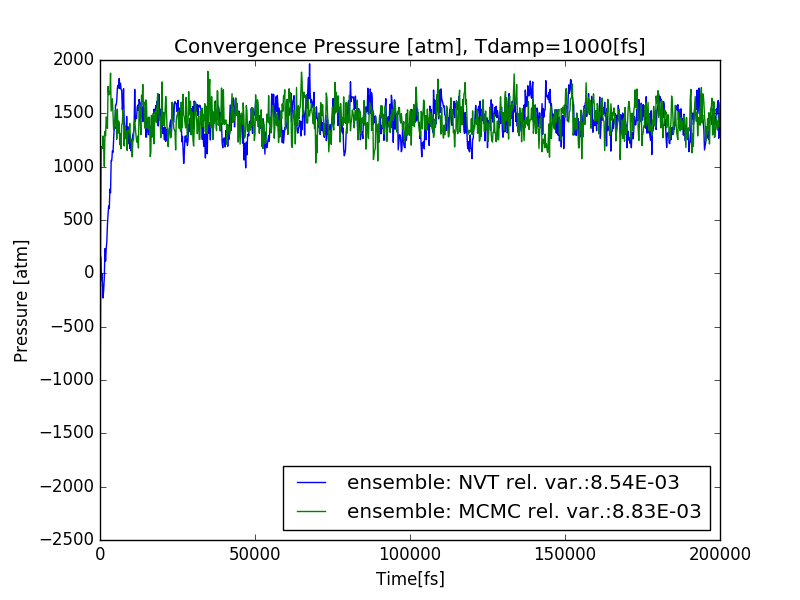 Convergence Pressure [atm], Tdamp=1000[fs]
2000
1500
1000
500
0
−500
−1000
−1500
−2000
−2500
Pressure [atm]
ensemble: NVT rel. var.:8.54E-03
ensemble: MCMC rel. var.:8.83E-03
0 50000 100000 150000 200000
Time[fs]